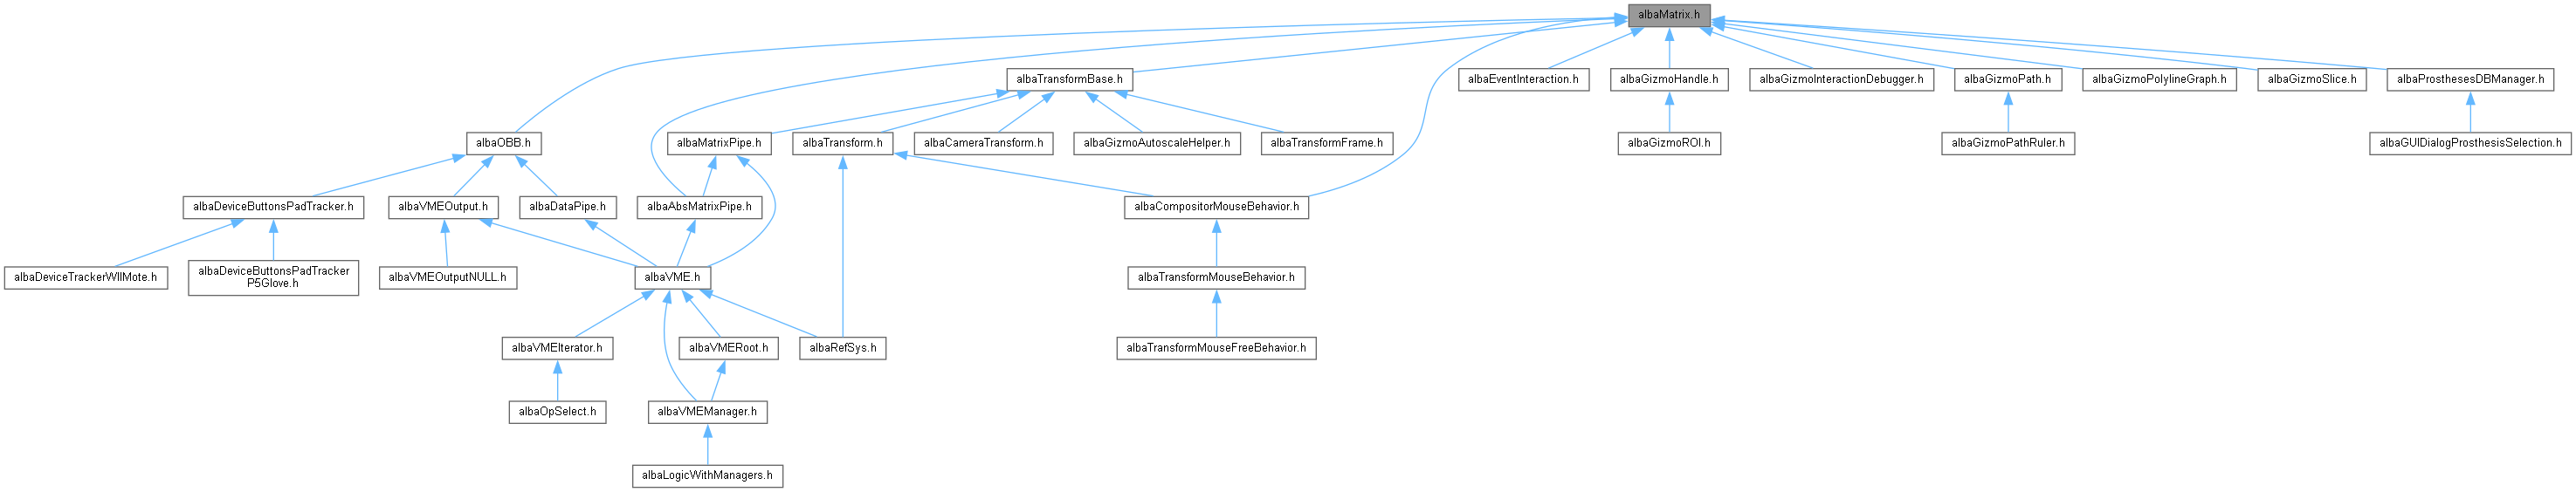 albaMatrix.h
albaTransformBase.h
albaEventInteraction.h
albaGizmoHandle.h
albaGizmoInteractionDebugger.h
albaGizmoPath.h
albaGizmoPolylineGraph.h
albaGizmoSlice.h
albaProsthesesDBManager.h
albaOBB.h
albaMatrixPipe.h
albaTransform.h
albaCameraTransform.h
albaGizmoAutoscaleHelper.h
albaTransformFrame.h
albaGizmoROI.h
albaGizmoPathRuler.h
albaGUIDialogProsthesisSelection.h
albaDeviceButtonsPadTracker.h
albaVMEOutput.h
albaDataPipe.h
albaAbsMatrixPipe.h
albaCompositorMouseBehavior.h
albaDeviceTrackerWIIMote.h
albaDeviceButtonsPadTracker
P5Glove.h
albaVMEOutputNULL.h
albaVME.h
albaTransformMouseBehavior.h
albaVMEIterator.h
albaVMERoot.h
albaRefSys.h
albaTransformMouseFreeBehavior.h
albaOpSelect.h
albaVMEManager.h
albaLogicWithManagers.h